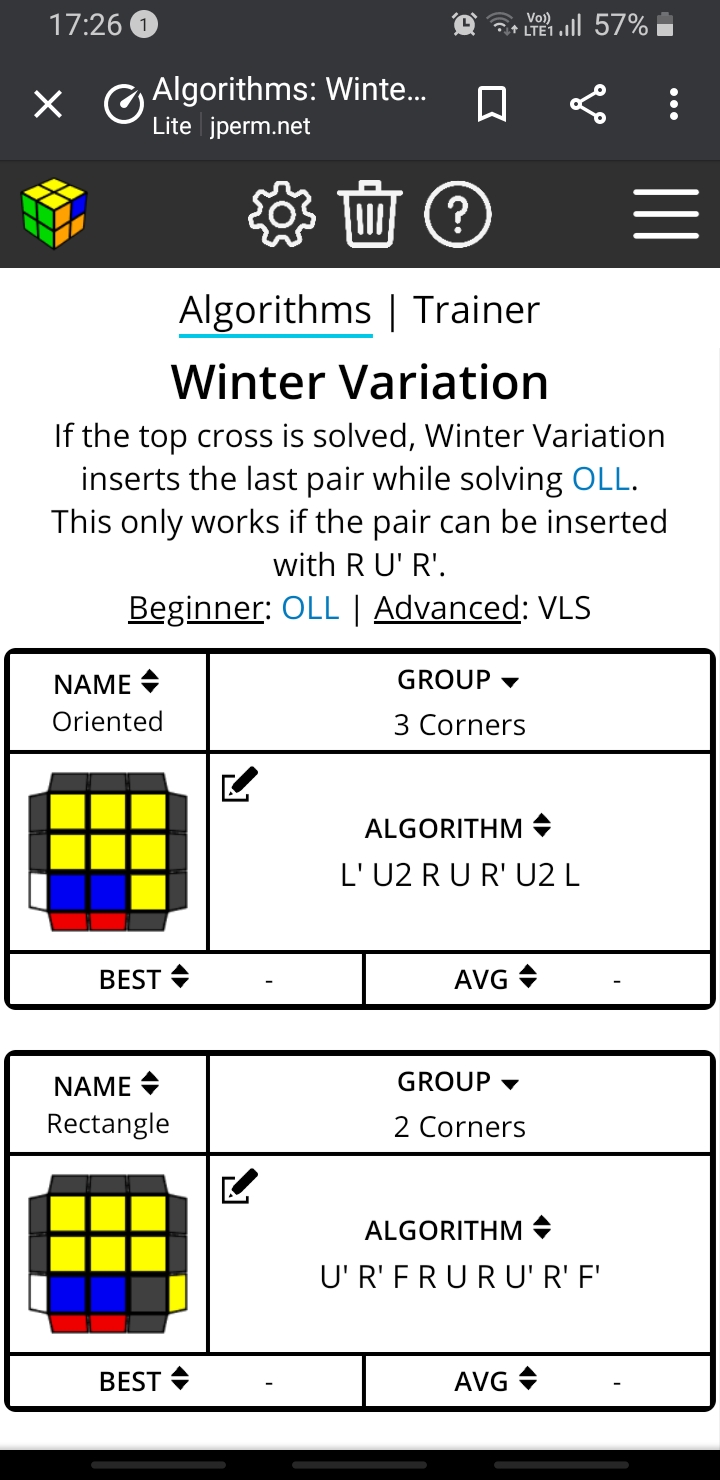 17:26 1 Vo)) LTE1 57%
Algorithms: Winte...
Lite | jperm.net
?
Algorithms | Trainer
Winter Variation
If the top cross is solved, Winter Variation
inserts the last pair while solving OLL.
This only works if the pair can be inserted
with R U' R'.
Beginner: OLL | Advanced: VLS
NAME GROUP
Oriented 3 Corners
ALGORITHM
L' U2 R U R' U2 L
BEST - AVG -
NAME GROUP
Rectangle 2 Corners
ALGORITHM
U' R' F R U R U' R' F'
BEST - AVG -